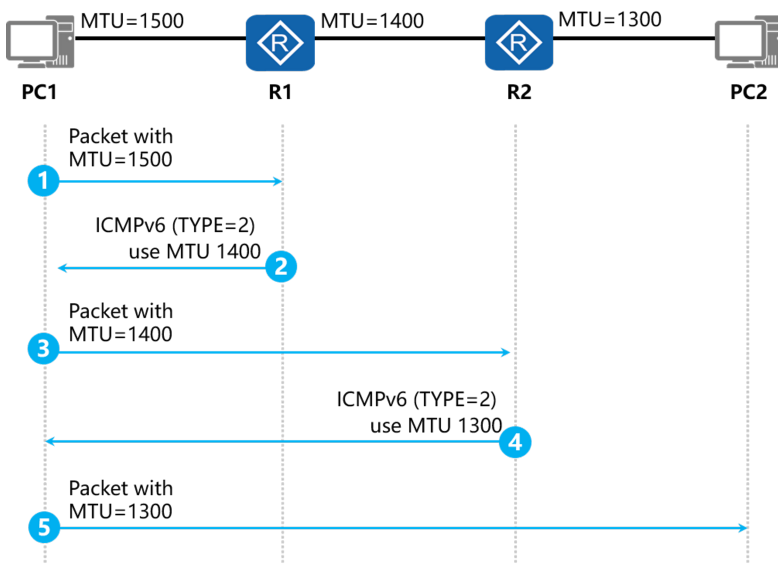 MTU=1500
MTU=1400
MTU=1300
R
R
PC1
R1
R2
PC2
Packet with
MTU=1500
1
ICMPv6 (TYPE=2)
use MTU 1400
2
Packet with
MTU=1400
3
ICMPv6 (TYPE=2)
use MTU 1300
4
Packet with
MTU=1300
5